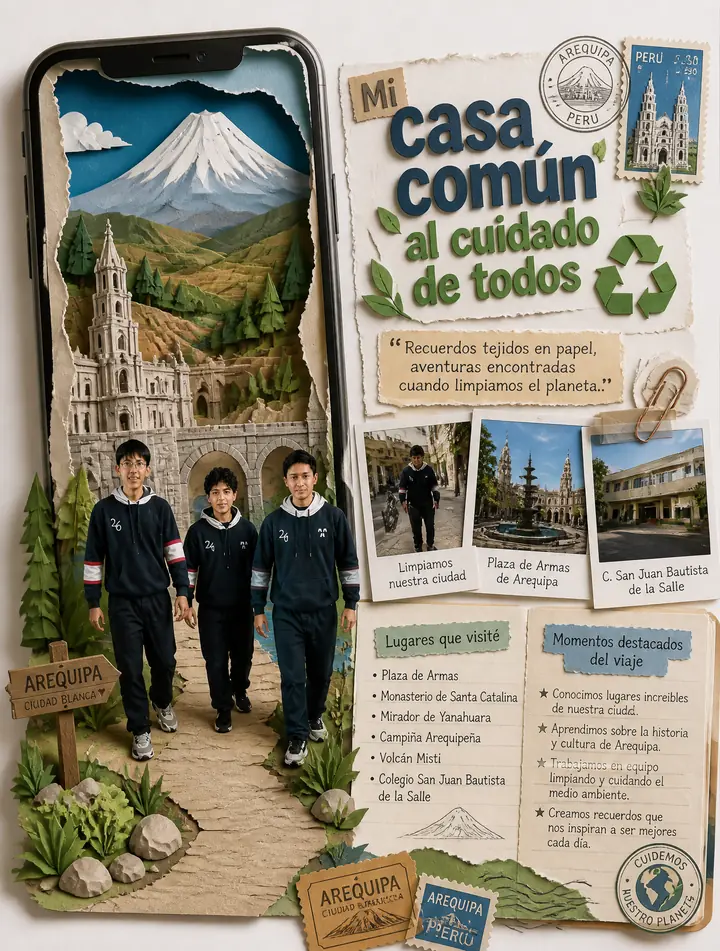 Mi
casa
común
al cuidado
de todos
AREQUIPA
PERU
PERÚ
“Recuerdos tejidos en papel,
aventuras encontradas
cuando limpiamos el planeta..”
Limpiamos
nuestra ciudad
Plaza de Armas
de Arequipa
C. San Juan Bautista
de la Salle
26
26
26
AREQUIPA
CIUDAD BLANCA
Lugares que visité
• Plaza de Armas
• Monasterio de Santa Catalina
• Mirador de Yanahuara
• Campiña Arequipeña
• Volcán Misti
• Colegio San Juan Bautista
de la Salle
Momentos destacados
del viaje
★ Conocimos lugares increibles
de nuestra ciudad.
★ Aprendimos sobre la historia
y cultura de Arequipa.
★ Trabajamos en equipo
limpiando y cuidando el
medio ambiente.
★ Creamos recuerdos que
nos inspiran a ser mejores
cada día.
AREQUIPA
CIUDAD
AREQUIPA
PERÚ
CUIDEMOS
NUESTRO PLANETA